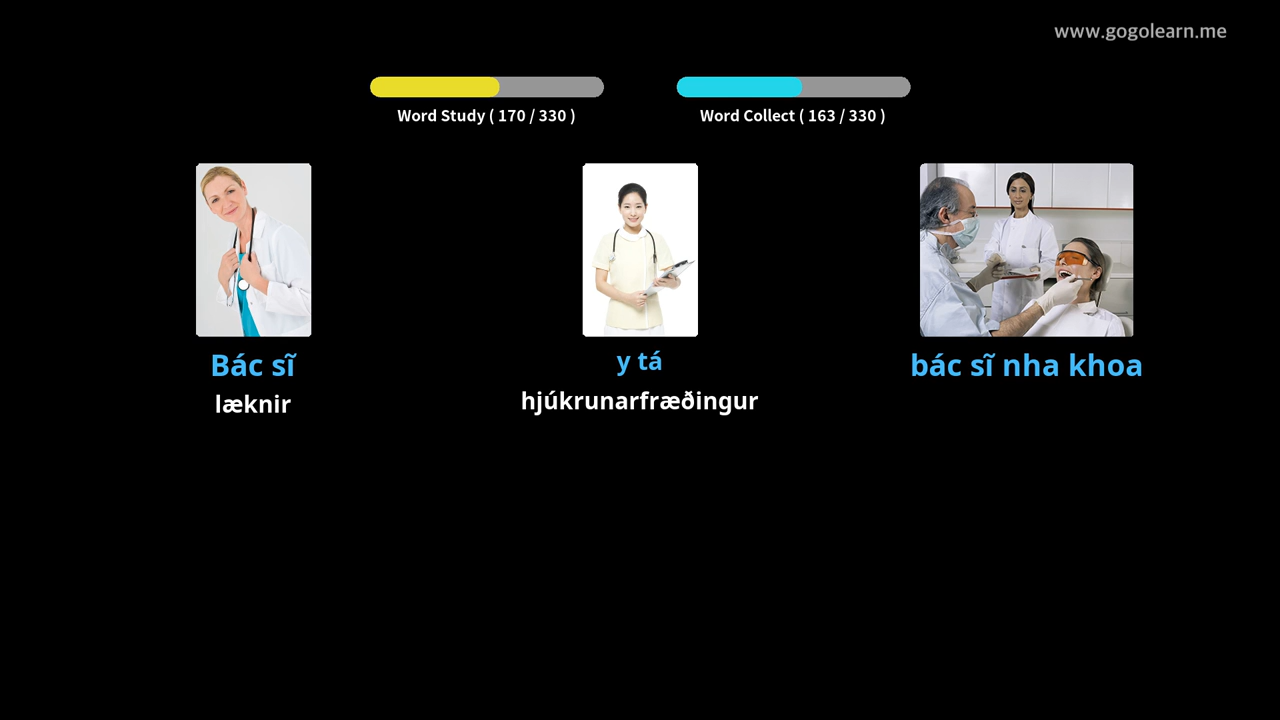 www.gogolearn.me
Word Study ( 170 / 330 )
Word Collect ( 163 / 330 )
Bác sĩ
læknir
y tá
hjúkrunarfræðingur
bác sĩ nha khoa